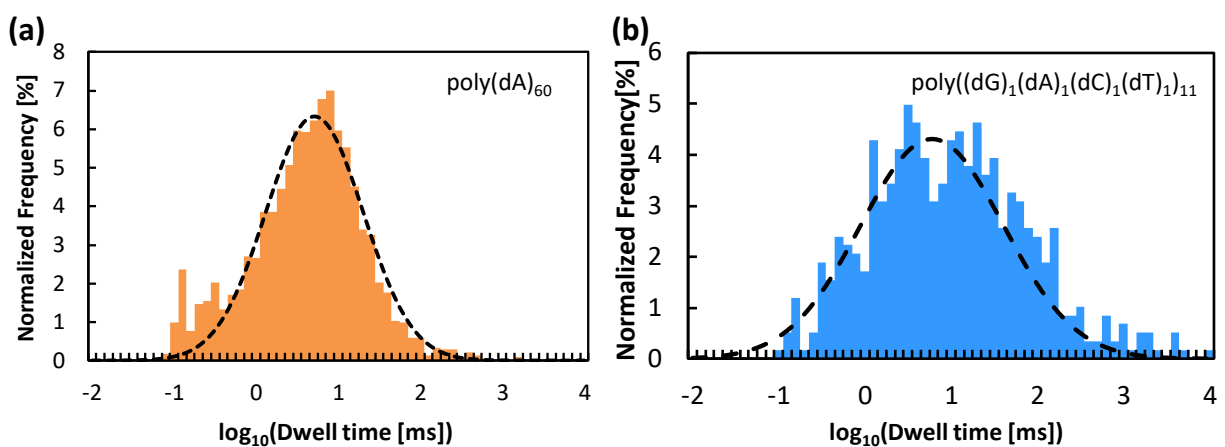 (a)
poly(dA)60
Normalized Frequency [%]
8
7
6
5
4
3
2
1
0
-2 -1 0 1 2 3 4
log10(Dwell time [ms])
(b)
poly((dG)1(dA)1(dC)1(dT)1)11
Normalized Frequency[%]
6
5
4
3
2
1
0
-2 -1 0 1 2 3 4
log10(Dwell time [ms])